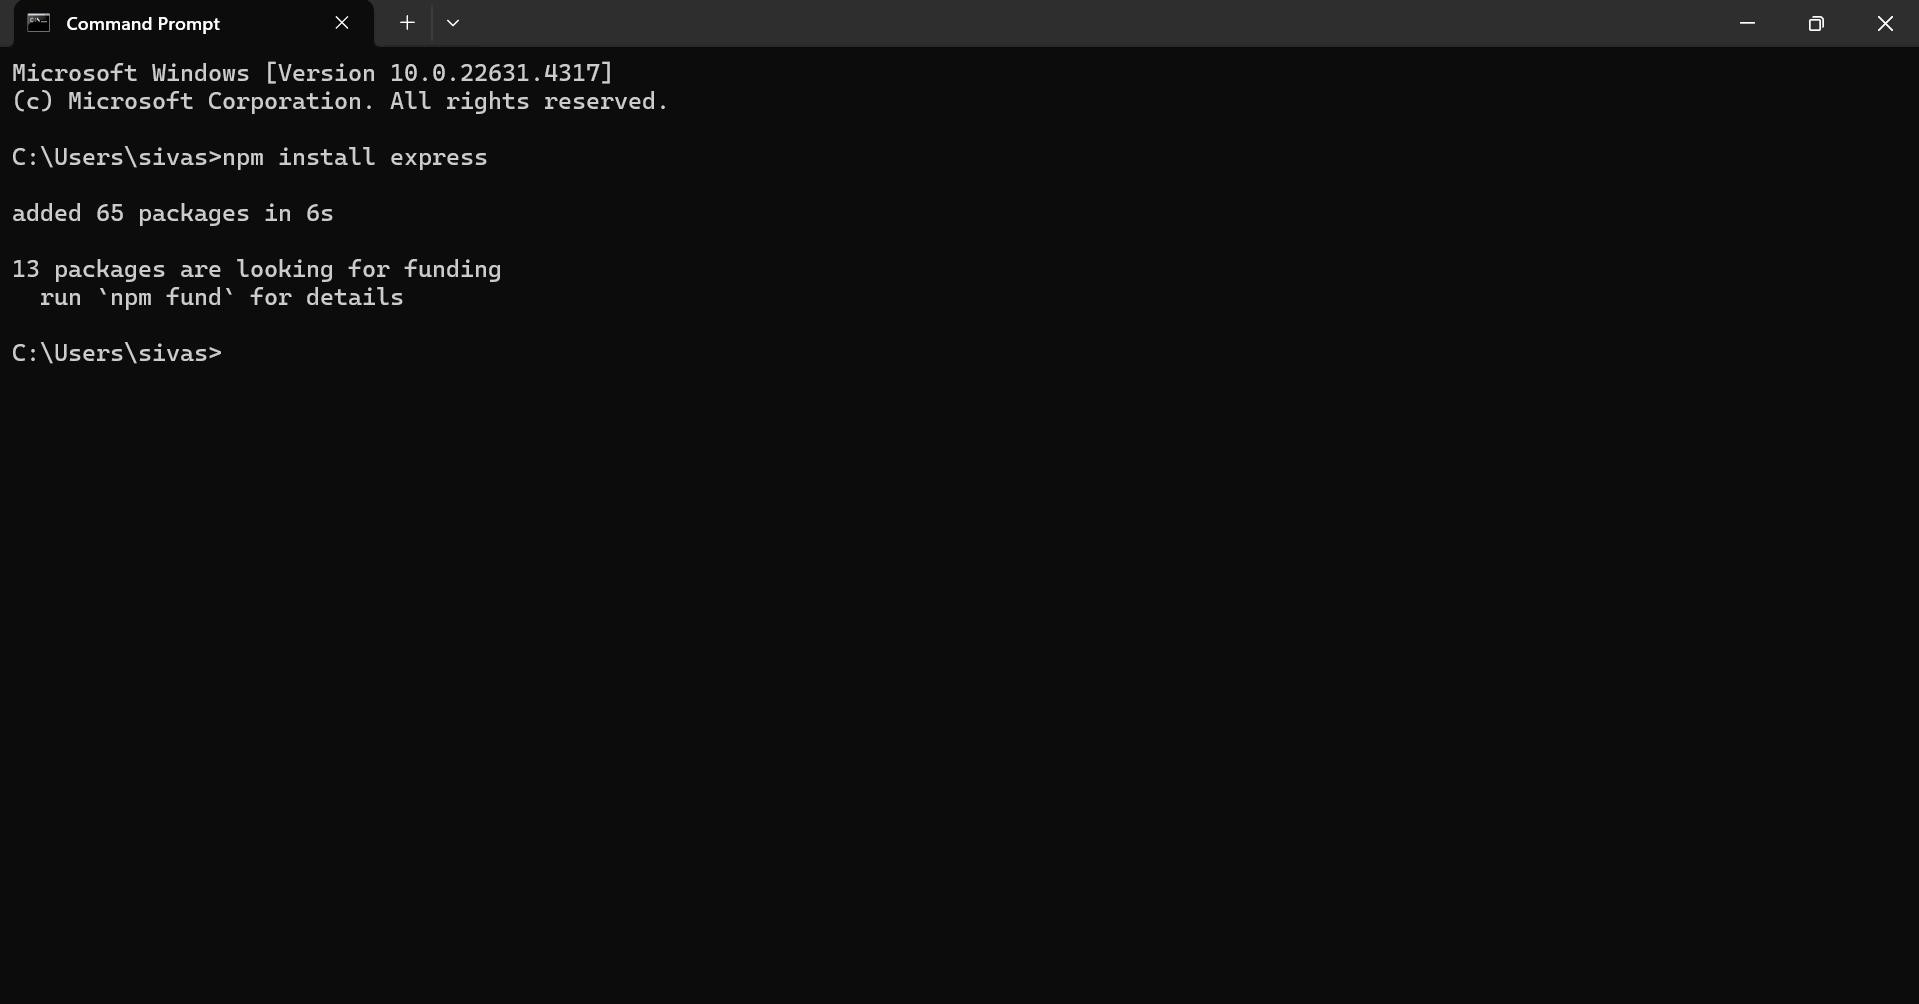 Command Prompt
Microsoft Windows [Version 10.0.22631.4317]
(c) Microsoft Corporation. All rights reserved.
C:\Users\sivas>npm install express
added 65 packages in 6s
13 packages are looking for funding
  run `npm fund` for details
C:\Users\sivas>